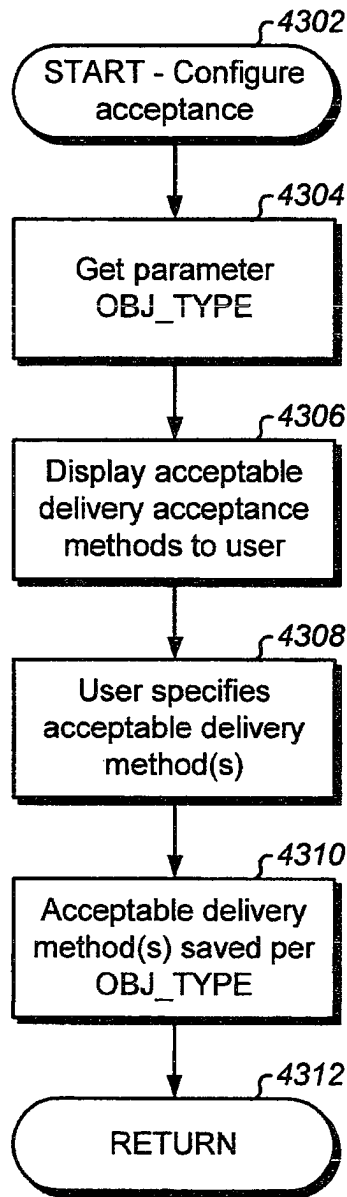 4302
START - Configure
acceptance
4304
Get parameter
OBJ_TYPE
4306
Display acceptable
delivery acceptance
methods to user
4308
User specifies
acceptable delivery
method(s)
4310
Acceptable delivery
method(s) saved per
OBJ_TYPE
4312
RETURN